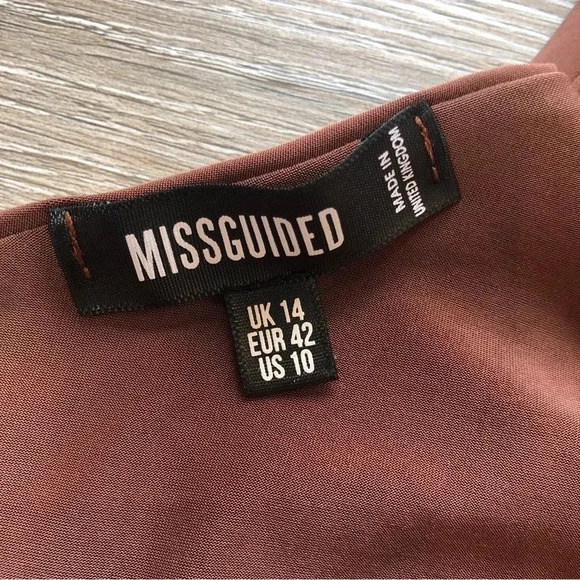 MISSGUIDED
MADE IN
UNITED KINGDOM
UK 14
EUR 42
US 10